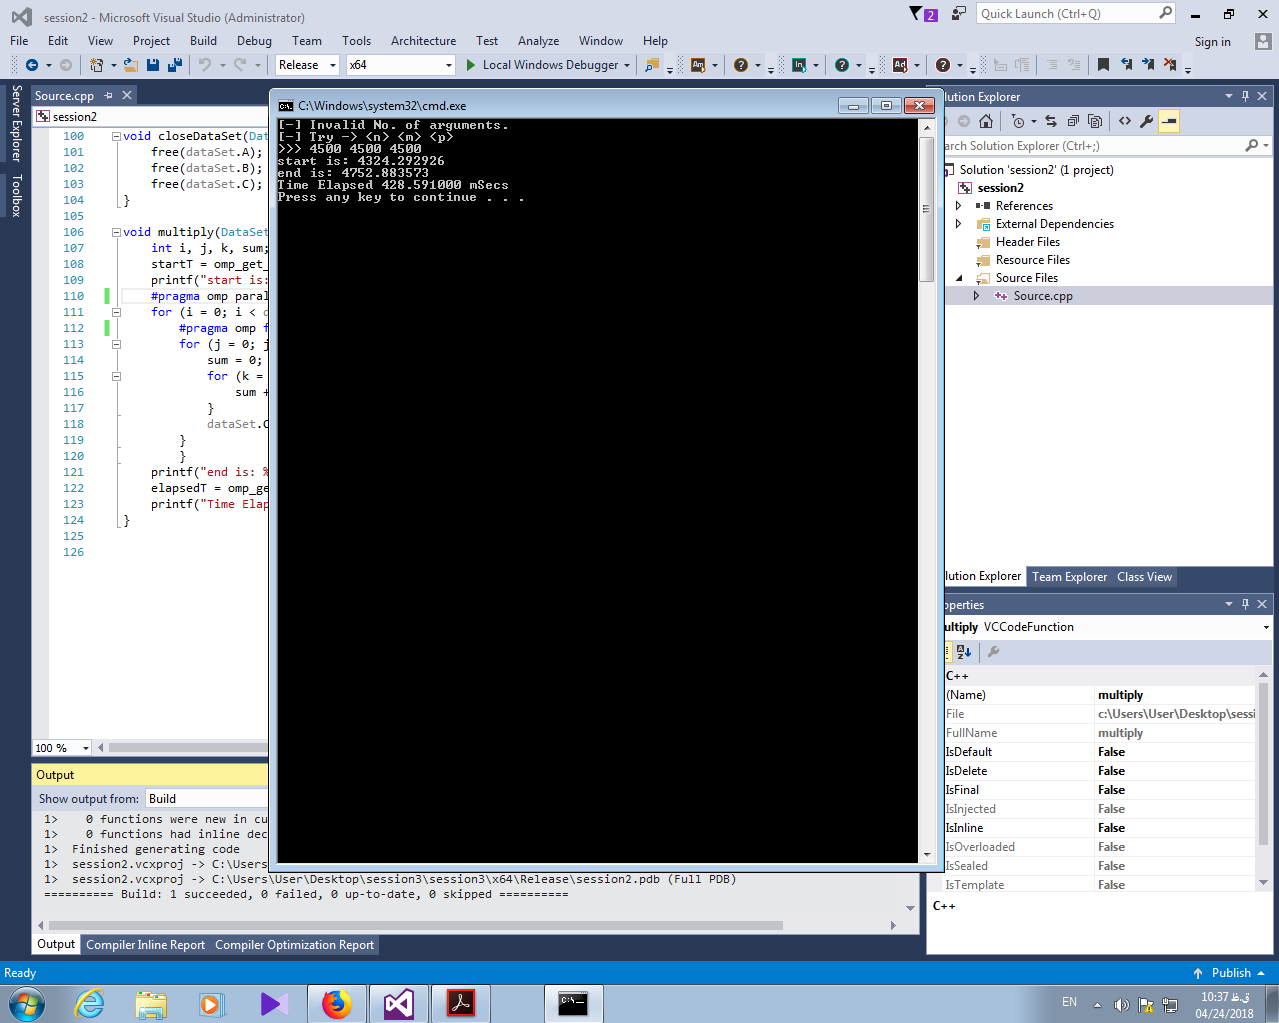 session2 - Microsoft Visual Studio (Administrator)
2
Quick Launch (Ctrl+Q)
File Edit View Project Build Debug Team Tools Architecture Test Analyze Window Help
Sign in
Release x64 Local Windows Debugger
Server Explorer
Toolbox
Source.cpp
session2
100 void closeDataSet(Da
101 free(dataSet.A);
102 free(dataSet.B);
103 free(dataSet.C);
104 }
105
106 void multiply(DataSet
107 int i, j, k, sum;
108 startT = omp_get_
109 printf("start is:
110 #pragma omp paral
111 for (i = 0; i < d
112 #pragma omp f
113 for (j = 0; j
114 sum = 0;
115 for (k =
116 sum +
117 }
118 dataSet.C
119 }
120 }
121 printf("end is: %
122 elapsedT = omp_ge
123 printf("Time Elap
124 }
125
126
100 %
C:\Windows\system32\cmd.exe
[-] Invalid No. of arguments.
[-] Try -> <n> <m> <p>
>>> 4500 4500 4500
start is: 4324.292926
end is: 4752.883573
Time Elapsed 428.591000 mSecs
Press any key to continue . . .
Output
Show output from: Build
1> 0 functions were new in cu
1> 0 functions had inline dec
1> Finished generating code
1> session2.vcxproj -> C:\Users
1> session2.vcxproj -> C:\Users\User\Desktop\session3\session3\x64\Release\session2.pdb (Full PDB)
========== Build: 1 succeeded, 0 failed, 0 up-to-date, 0 skipped ==========
Output Compiler Inline Report Compiler Optimization Report
olution Explorer
arch Solution Explorer (Ctrl+;)
Solution 'session2' (1 project)
session2
References
External Dependencies
Header Files
Resource Files
Source Files
Source.cpp
olution Explorer Team Explorer Class View
operties
ultiply VCCodeFunction
C++
(Name) multiply
File c:\Users\User\Desktop\sessi
FullName multiply
IsDefault False
IsDelete False
IsFinal False
IsInjected False
IsInline False
IsOverloaded False
IsSealed False
IsTemplate False
C++
Ready
Publish
EN
10:37 ق.ظ
04/24/2018